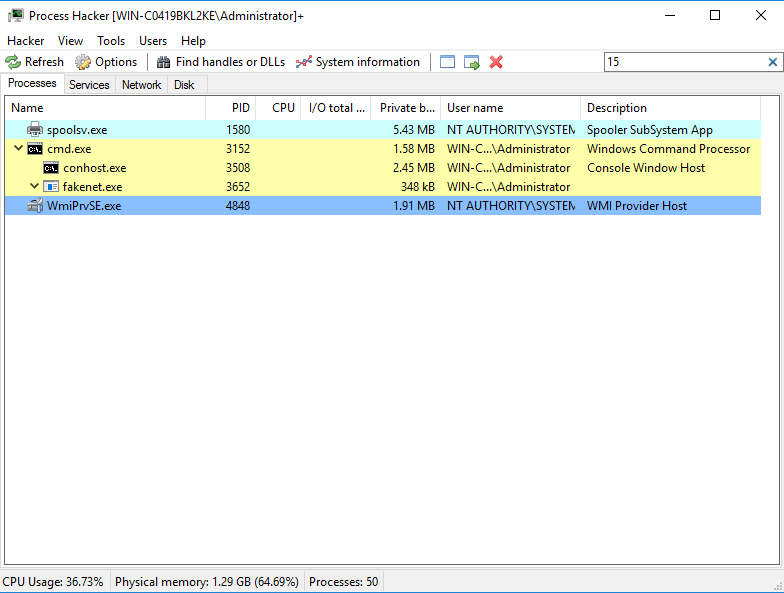 Process Hacker [WIN-C0419BKL2KE\Administrator]+
Hacker View Tools Users Help
Refresh Options Find handles or DLLs System information 15
Processes Services Network Disk
Name PID CPU I/O total ... Private b... User name Description
spoolsv.exe 1580 5.43 MB NT AUTHORITY\SYSTEM Spooler SubSystem App
cmd.exe 3152 1.58 MB WIN-C...\Administrator Windows Command Processor
conhost.exe 3508 2.45 MB WIN-C...\Administrator Console Window Host
fakenet.exe 3652 348 kB WIN-C...\Administrator
WmiPrvSE.exe 4848 1.91 MB NT AUTHORITY\SYSTEM WMI Provider Host
CPU Usage: 36.73% Physical memory: 1.29 GB (64.69%) Processes: 50